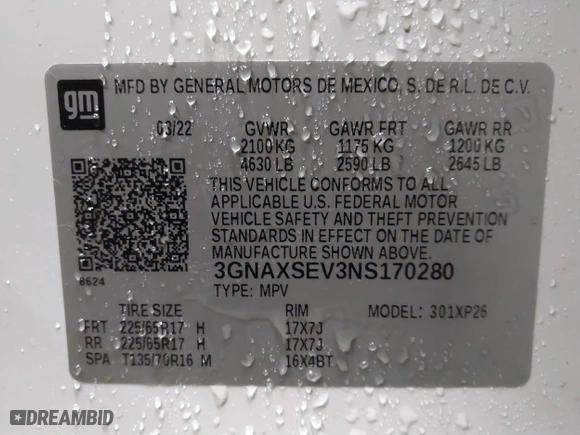 gm MFD BY GENERAL MOTORS DE MEXICO, S. DE R.L. DE C.V.
03/22 GVWR GAWR FRT GAWR RR
2100 KG 1175 KG 1200 KG
4630 LB 2590 LB 2645 LB
THIS VEHICLE CONFORMS TO ALL
APPLICABLE U.S. FEDERAL MOTOR
VEHICLE SAFETY AND THEFT PREVENTION
STANDARDS IN EFFECT ON THE DATE OF
MANUFACTURE SHOWN ABOVE.
3GNAXSEV3NS170280
8624
TYPE: MPV
TIRE SIZE RIM MODEL: 301XP26
FRT 225/65R17 H 17X7J
RR 225/65R17 H 17X7J
SPA T135/70R16 M 16X4BT
DREAMBID